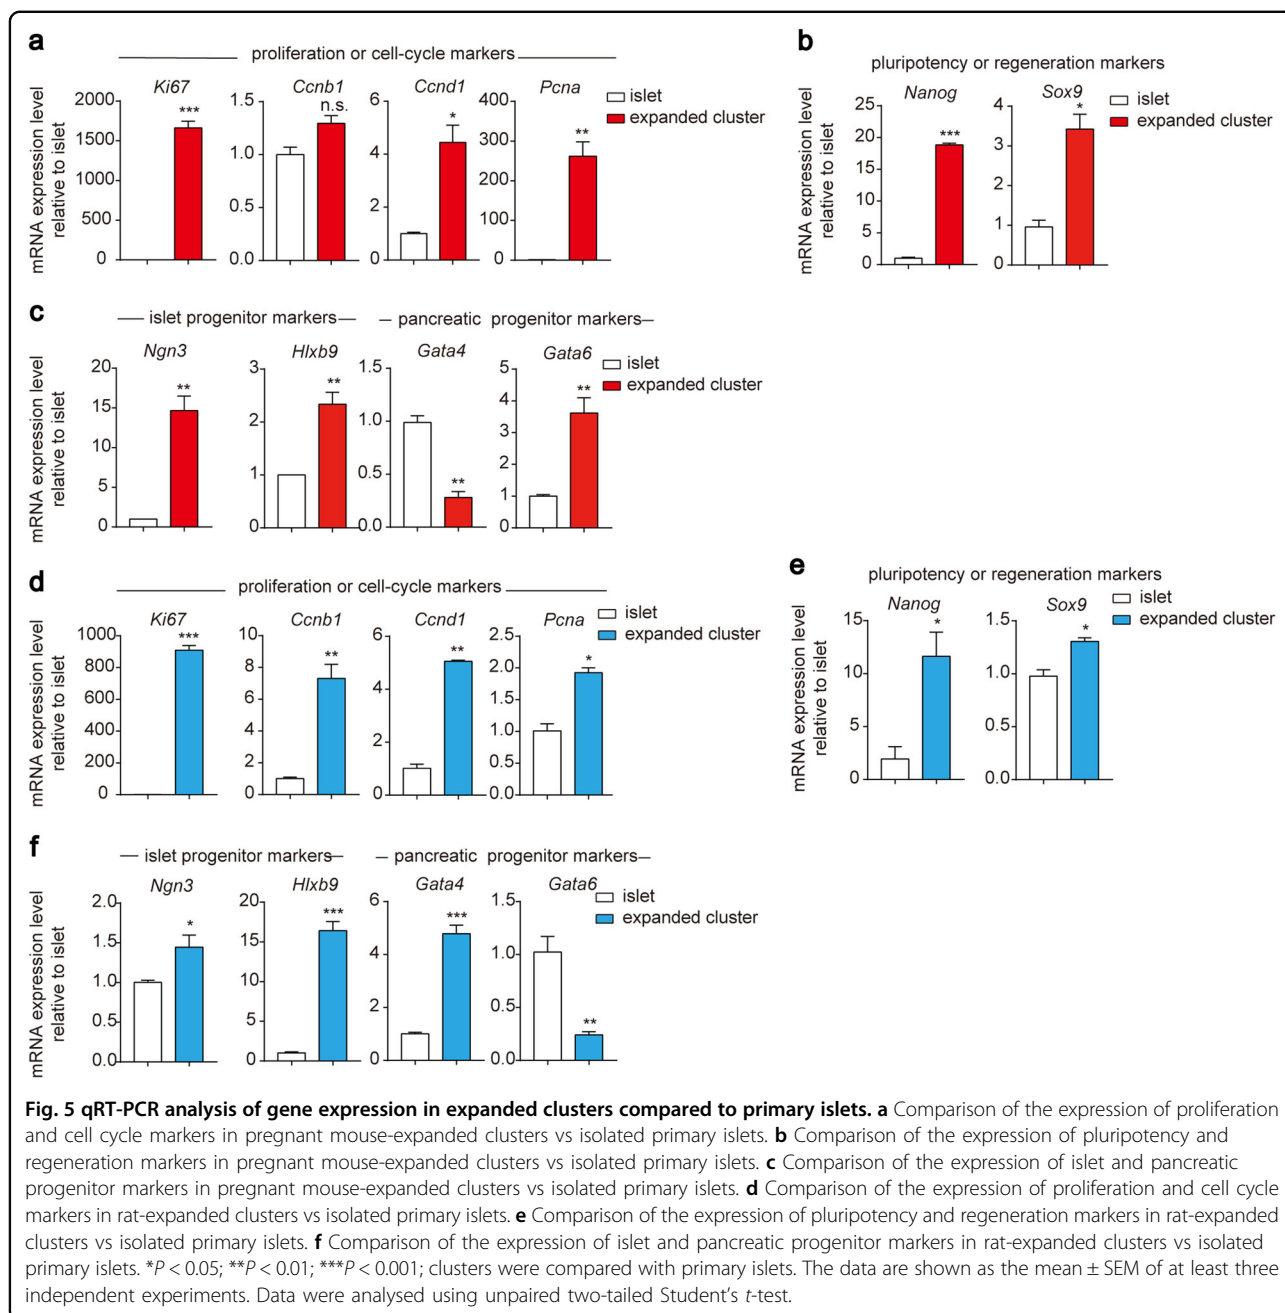 a
proliferation or cell-cycle markers
Ki67
Ccnb1
Ccnd1
Pcna
islet
expanded cluster
mRNA expression level
relative to islet
2000
1500
1000
500
0
***
1.5
1.0
0.5
0.0
n.s.
6
4
2
0
*
400
300
200
100
0
**
b
pluripotency or regeneration markers
Nanog
Sox9
islet
expanded cluster
mRNA expression level
relative to islet
25
20
15
10
5
0
***
4
3
2
1
0
*
c
islet progenitor markers
pancreatic progenitor markers
Ngn3
Hlxb9
Gata4
Gata6
islet
expanded cluster
mRNA expression level
relative to islet
20
15
10
5
0
**
3
2
1
0
**
1.5
1.0
0.5
0.0
**
5
4
3
2
1
0
**
d
proliferation or cell-cycle markers
Ki67
Ccnb1
Ccnd1
Pcna
islet
expanded cluster
mRNA expression level
relative to islet
1000
800
600
400
200
0
***
8
6
4
2
0
**
6
4
2
0
**
2.5
2.0
1.5
1.0
0.5
0.0
*
e
pluripotency or regeneration markers
Nanog
Sox9
islet
expanded cluster
mRNA expression level
relative to islet
15
10
5
0
*
1.5
1.0
0.5
0.0
*
f
islet progenitor markers
pancreatic progenitor markers
Ngn3
Hlxb9
Gata4
Gata6
islet
expanded cluster
mRNA expression level
relative to islet
2.0
1.5
1.0
0.5
0.0
*
20
15
10
5
0
***
6
4
2
0
***
1.5
1.0
0.5
0.0
**
Fig. 5 qRT-PCR analysis of gene expression in expanded clusters compared to primary islets. a Comparison of the expression of proliferation
and cell cycle markers in pregnant mouse-expanded clusters vs isolated primary islets. b Comparison of the expression of pluripotency and
regeneration markers in pregnant mouse-expanded clusters vs isolated primary islets. c Comparison of the expression of islet and pancreatic
progenitor markers in pregnant mouse-expanded clusters vs isolated primary islets. d Comparison of the expression of proliferation and cell cycle
markers in rat-expanded clusters vs isolated primary islets. e Comparison of the expression of pluripotency and regeneration markers in rat-expanded
clusters vs isolated primary islets. f Comparison of the expression of islet and pancreatic progenitor markers in rat-expanded clusters vs isolated
primary islets. *P < 0.05; **P < 0.01; ***P < 0.001; clusters were compared with primary islets. The data are shown as the mean ± SEM of at least three
independent experiments. Data were analysed using unpaired two-tailed Student's t-test.